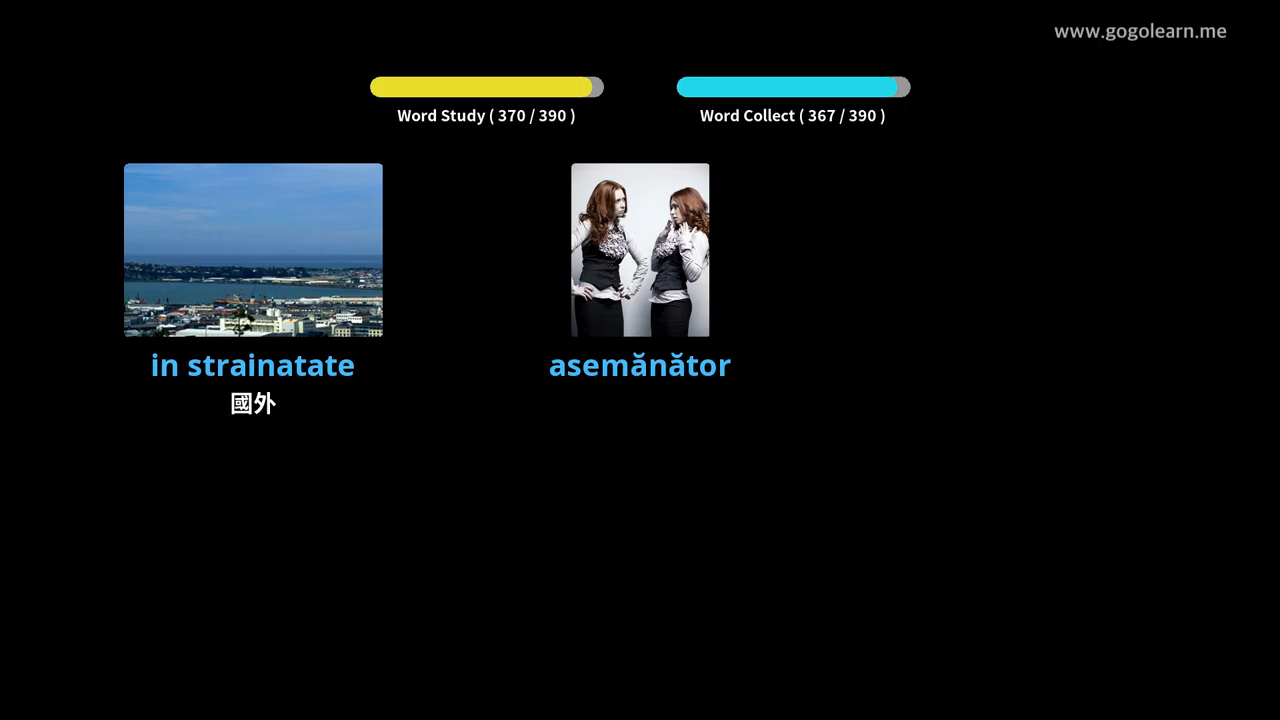 www.gogolearn.me
Word Study ( 370 / 390 )
Word Collect ( 367 / 390 )
in strainatate
國外
asemănător